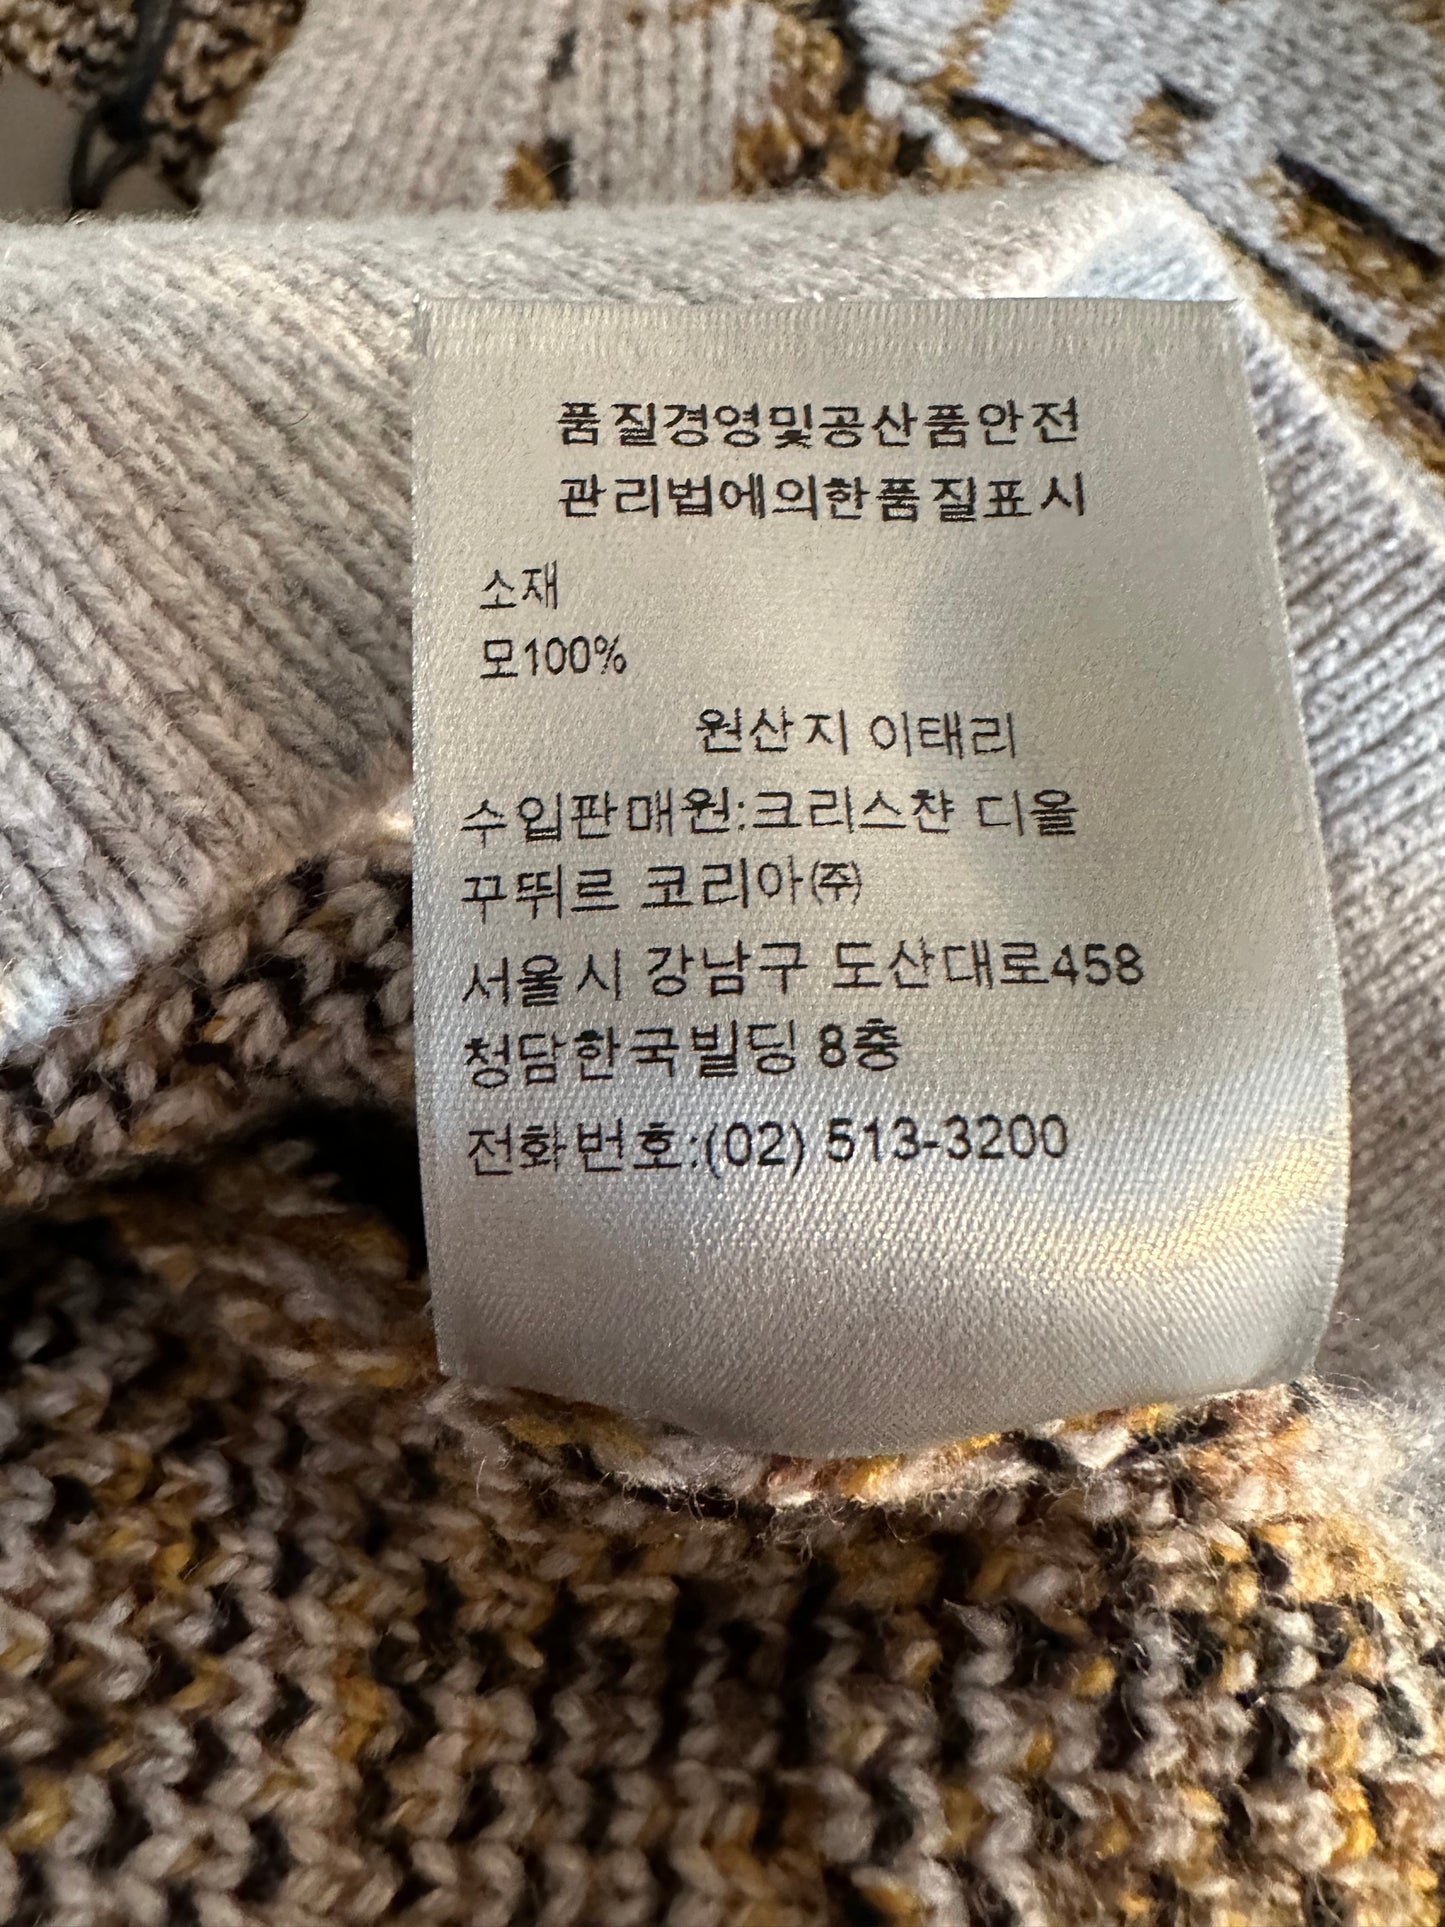 품질경영및공산품안전
관리법에의한품질표시
소재
모100%
원산지 이태리
수입판매원:크리스챤 디올
꾸뛰르 코리아㈜
서울시 강남구 도산대로458
청담한국빌딩 8층
전화번호:(02) 513-3200